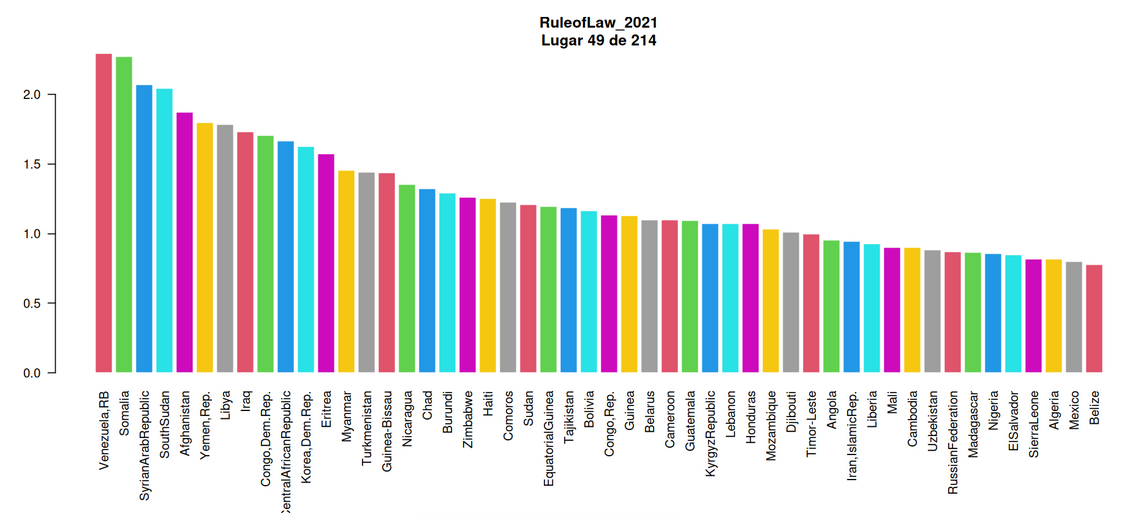 RuleofLaw_2021
Lugar 49 de 214
2.0
1.5
1.0
0.5
0.0
Venezuela,RB
Somalia
SyrianArabRepublic
SouthSudan
Afghanistan
Yemen,Rep.
Libya
Iraq
Congo,Dem.Rep.
CentralAfricanRepublic
Korea,Dem.Rep.
Eritrea
Myanmar
Turkmenistan
Guinea-Bissau
Nicaragua
Chad
Burundi
Zimbabwe
Haiti
Comoros
Sudan
EquatorialGuinea
Tajikistan
Bolivia
Congo,Rep.
Guinea
Belarus
Cameroon
Guatemala
KyrgyzRepublic
Lebanon
Honduras
Mozambique
Djibouti
Timor-Leste
Angola
Iran,IslamicRep.
Liberia
Mali
Cambodia
Uzbekistan
RussianFederation
Madagascar
Nigeria
ElSalvador
SierraLeone
Algeria
Mexico
Belize